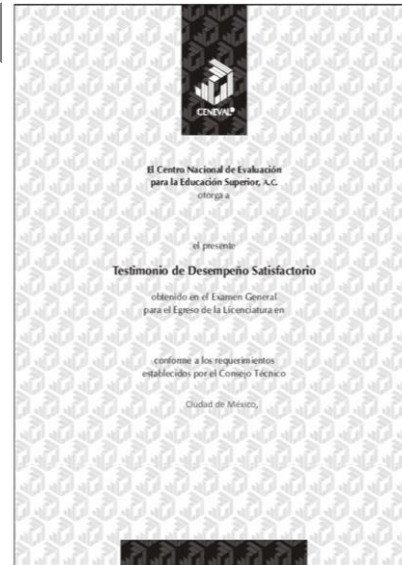 CENEVAL®
El Centro Nacional de Evaluación
para la Educación Superior, A.C.
otorga a
el presente
Testimonio de Desempeño Satisfactorio
obtenido en el Examen General
para el Egreso de la Licenciatura en
conforme a los requerimientos
establecidos por el Consejo Técnico
Ciudad de México,